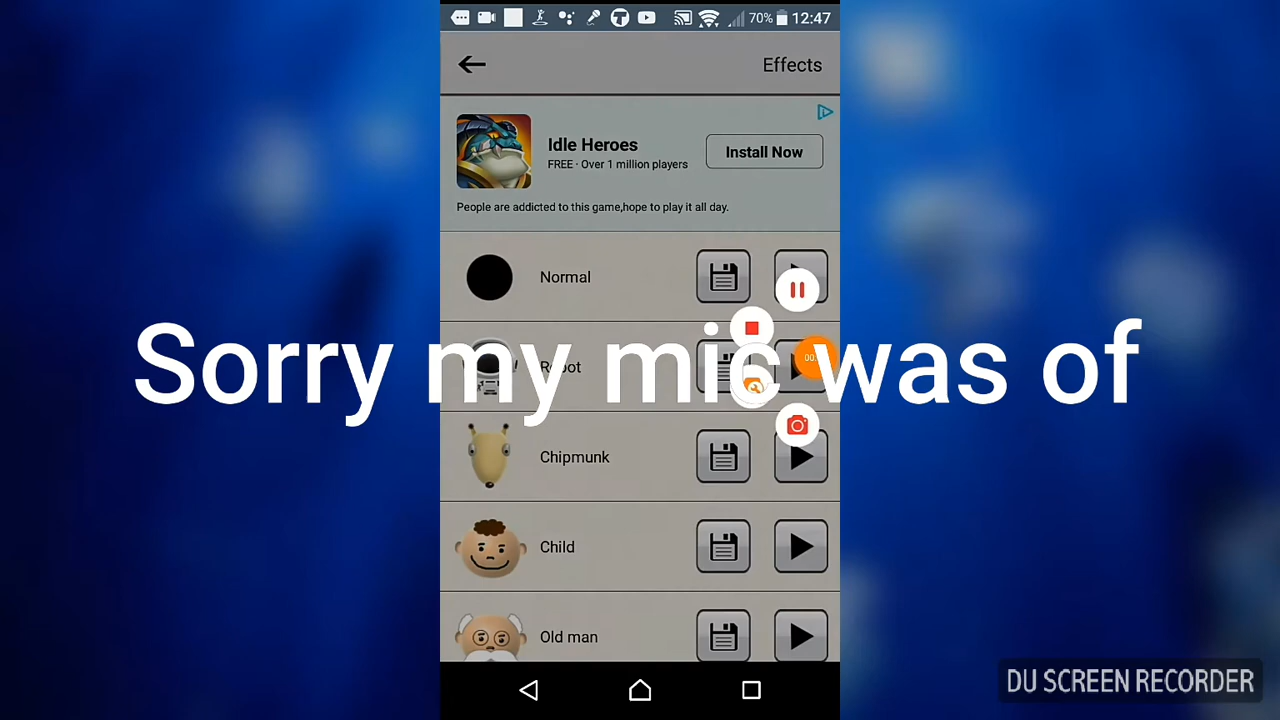 70% 12:47
Effects
Idle Heroes
FREE · Over 1 million players
Install Now
People are addicted to this game,hope to play it all day.
Normal
Sorry my mic was of
Robot
Chipmunk
Child
Old man
DU SCREEN RECORDER